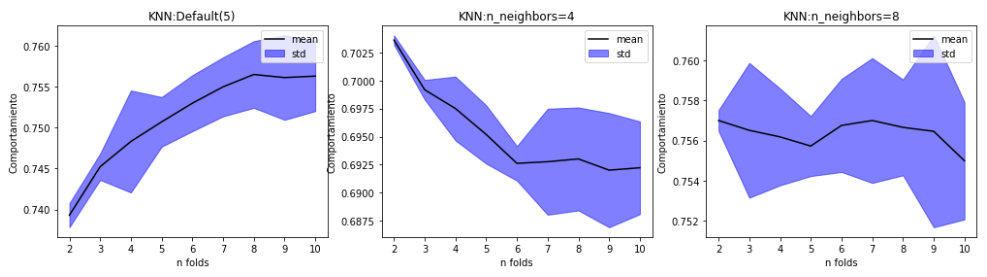 KNN:Default(5)
0.760
0.755
0.750
0.745
0.740
Comportamiento
mean
std
2 3 4 5 6 7 8 9 10
n folds
KNN:n_neighbors=4
0.7025
0.7000
0.6975
0.6950
0.6925
0.6900
0.6875
Comportamiento
mean
std
2 3 4 5 6 7 8 9 10
n folds
KNN:n_neighbors=8
0.760
0.758
0.756
0.754
0.752
Comportamiento
mean
std
2 3 4 5 6 7 8 9 10
n folds